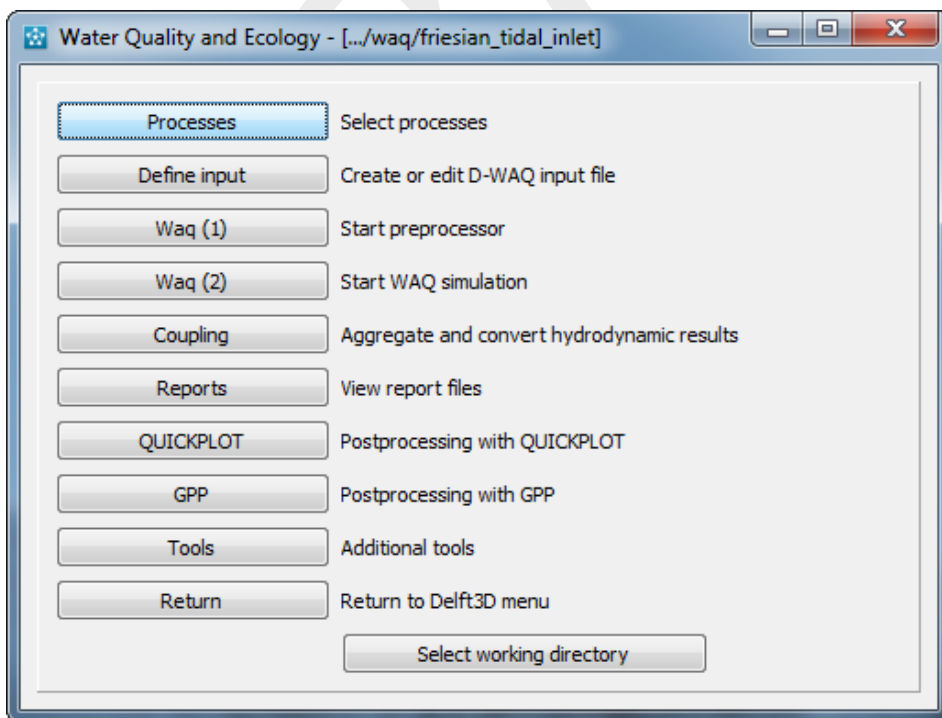 Water Quality and Ecology - [.../waq/friesian_tidal_inlet]
Processes Select processes
Define input Create or edit D-WAQ input file
Waq (1) Start preprocessor
Waq (2) Start WAQ simulation
Coupling Aggregate and convert hydrodynamic results
Reports View report files
QUICKPLOT Postprocessing with QUICKPLOT
GPP Postprocessing with GPP
Tools Additional tools
Return Return to Delft3D menu
Select working directory